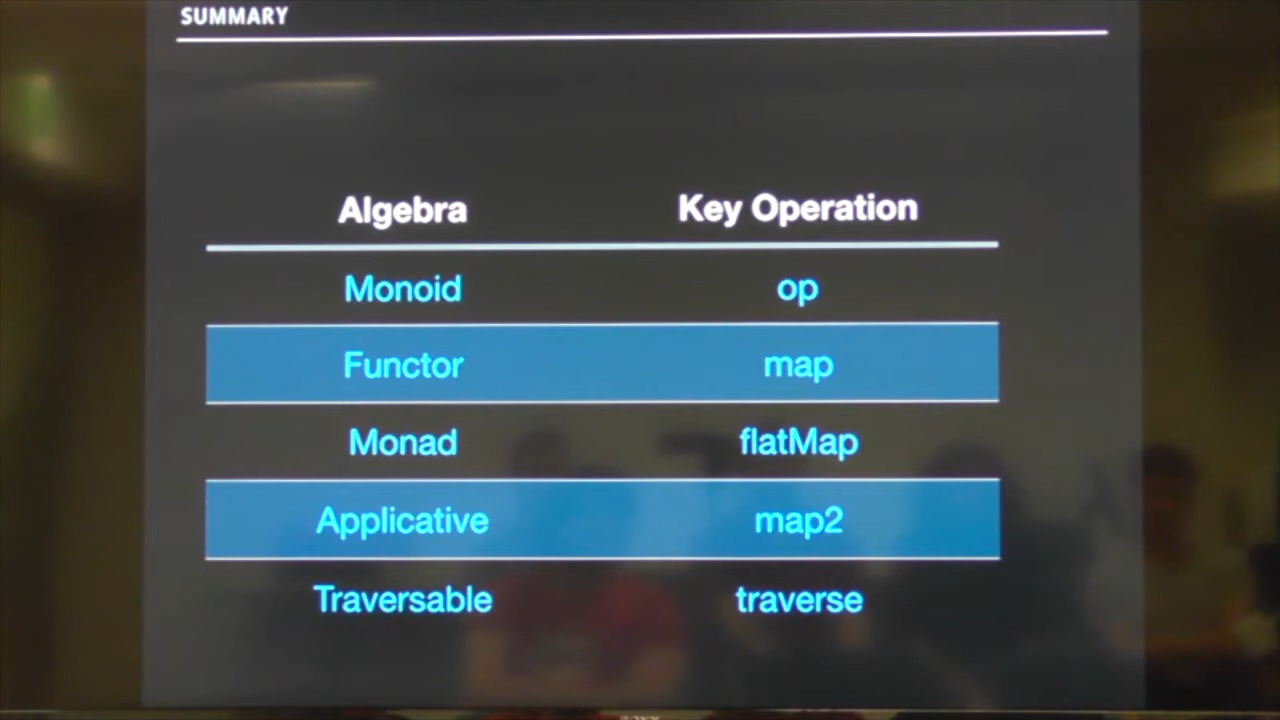 SUMMARY
Algebra Key Operation
Monoid op
Functor map
Monad flatMap
Applicative map2
Traversable traverse